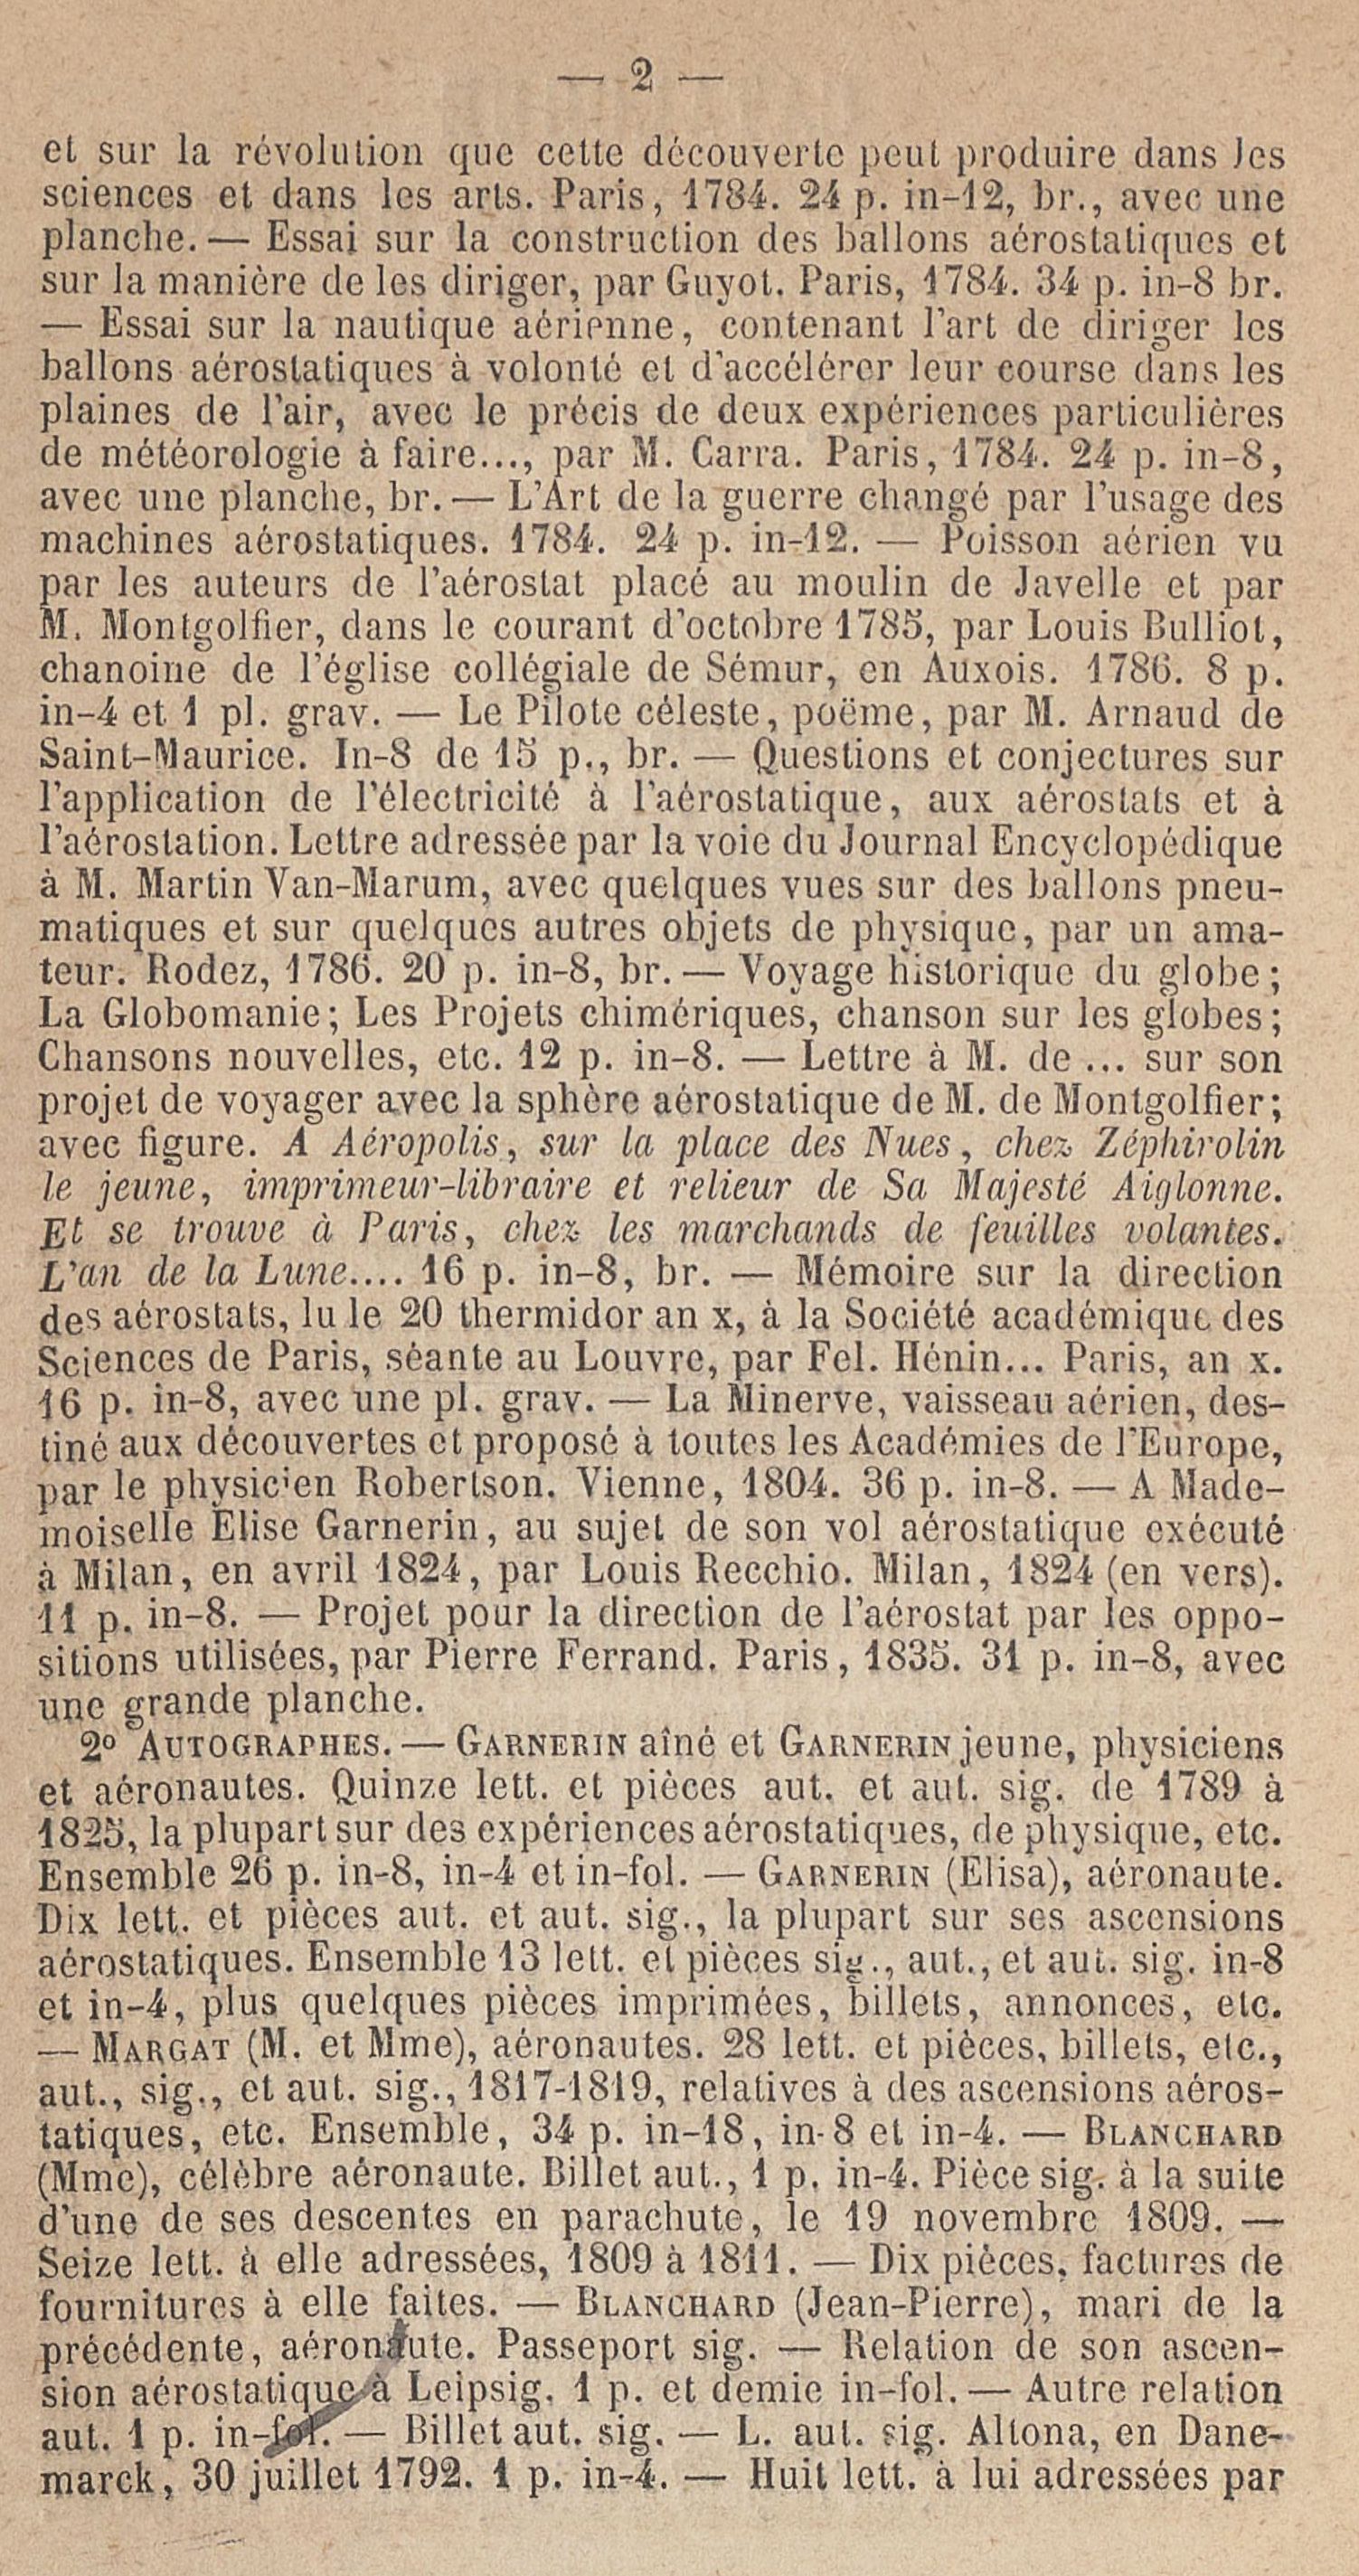 — 2 —
et sur la révolution que cette découverte peut produire dans les
sciences et dans les arts. Paris, 1784. 24 p. in-12, br., avec une
planche. — Essai sur la construction des ballons aérostatiques et
sur la manière de les diriger, par Guyot. Paris, 1784. 34 p. in-8 br.
— Essai sur la nautique aérienne, contenant l'art de diriger les
ballons aérostatiques à volonté et d'accélérer leur course dans les
plaines de l'air, avec le précis de deux expériences particulières
de météorologie à faire..., par M. Carra. Paris, 1784. 24 p. in-8,
avec une planche, br. — L'Art de la guerre changé par l'usage des
machines aérostatiques. 1784. 24 p. in-12. — Poisson aérien vu
par les auteurs de l'aérostat placé au moulin de Javelle et par
M. Montgolfier, dans le courant d'octobre 1785, par Louis Bulliot,
chanoine de l'église collégiale de Sémur, en Auxois. 1786. 8 p.
in-4 et 1 pl. grav. — Le Pilote céleste, poëme, par M. Arnaud de
Saint-Maurice. In-8 de 15 p., br. — Questions et conjectures sur
l'application de l'électricité à l'aérostatique, aux aérostats et à
l'aérostation. Lettre adressée par la voie du Journal Encyclopédique
à M. Martin Van-Marum, avec quelques vues sur des ballons pneu-
matiques et sur quelques autres objets de physique, par un ama-
teur. Rodez, 1786. 20 p. in-8, br. — Voyage historique du globe;
La Globomanie; Les Projets chimériques, chanson sur les globes;
Chansons nouvelles, etc. 12 p. in-8. — Lettre à M. de ... sur son
projet de voyager avec la sphère aérostatique de M. de Montgolfier;
avec figure. A Aéropolis, sur la place des Nues, chez Zéphirolin
le jeune, imprimeur-libraire et relieur de Sa Majesté Aiglonne.
Et se trouve à Paris, chez les marchands de feuilles volantes.
L'an de la Lune.... 16 p. in-8, br. — Mémoire sur la direction
des aérostats, lu le 20 thermidor an x, à la Société académique des
Sciences de Paris, séante au Louvre, par Fel. Hénin... Paris, an x.
16 p. in-8, avec une pl. grav. — La Minerve, vaisseau aérien, des-
tiné aux découvertes et proposé à toutes les Académies de l'Europe,
par le physicien Robertson. Vienne, 1804. 36 p. in-8. — A Made-
moiselle Elise Garnerin, au sujet de son vol aérostatique exécuté
à Milan, en avril 1824, par Louis Recchio. Milan, 1824 (en vers).
11 p. in-8. — Projet pour la direction de l'aérostat par les oppo-
sitions utilisées, par Pierre Ferrand. Paris, 1835. 31 p. in-8, avec
une grande planche.
2º AUTOGRAPHES. — GARNERIN aîné et GARNERIN jeune, physiciens
et aéronautes. Quinze lett. et pièces aut. et aut. sig. de 1789 à
1825, la plupart sur des expériences aérostatiques, de physique, etc.
Ensemble 26 p. in-8, in-4 et in-fol. — GARNERIN (Elisa), aéronaute.
Dix lett. et pièces aut. et aut. sig., la plupart sur ses ascensions
aérostatiques. Ensemble 13 lett. et pièces sig., aut., et aut. sig. in-8
et in-4, plus quelques pièces imprimées, billets, annonces, etc.
— MARGAT (M. et Mme), aéronautes. 28 lett. et pièces, billets, etc.,
aut., sig., et aut. sig., 1817-1819, relatives à des ascensions aéros-
tatiques, etc. Ensemble, 34 p. in-18, in-8 et in-4. — BLANCHARD
(Mme), célèbre aéronaute. Billet aut., 1 p. in-4. Pièce sig. à la suite
d'une de ses descentes en parachute, le 19 novembre 1809. —
Seize lett. à elle adressées, 1809 à 1811. — Dix pièces, factures de
fournitures à elle faites. — BLANCHARD (Jean-Pierre), mari de la
précédente, aéronaute. Passeport sig. — Relation de son ascen-
sion aérostatique à Leipsig. 1 p. et demie in-fol. — Autre relation
aut. 1 p. in-fol. — Billet aut. sig. — L. aut. sig. Altona, en Dane-
marck, 30 juillet 1792. 1 p. in-4. — Huit lett. à lui adressées par